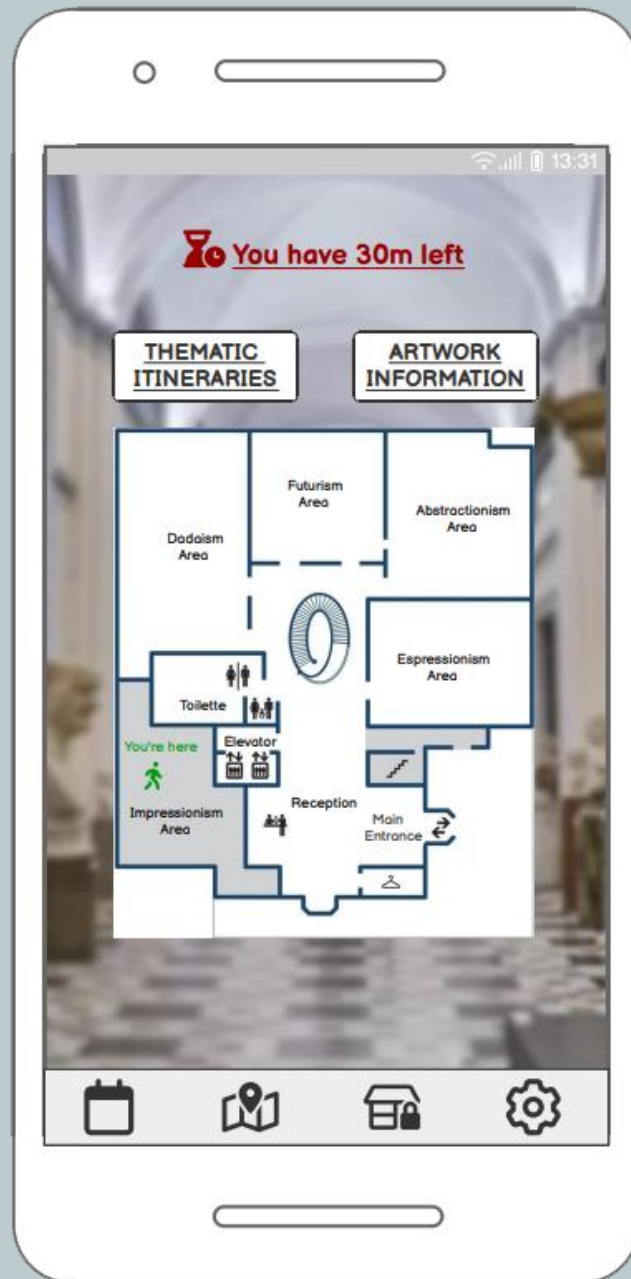 13:31
You have 30m left
THEMATIC
ITINERARIES
ARTWORK
INFORMATION
Futurism
Area
Abstractionism
Area
Dadaism
Area
Espressionism
Area
Toilette
You're here
Elevator
Impressionism
Area
Reception
Main
Entrance